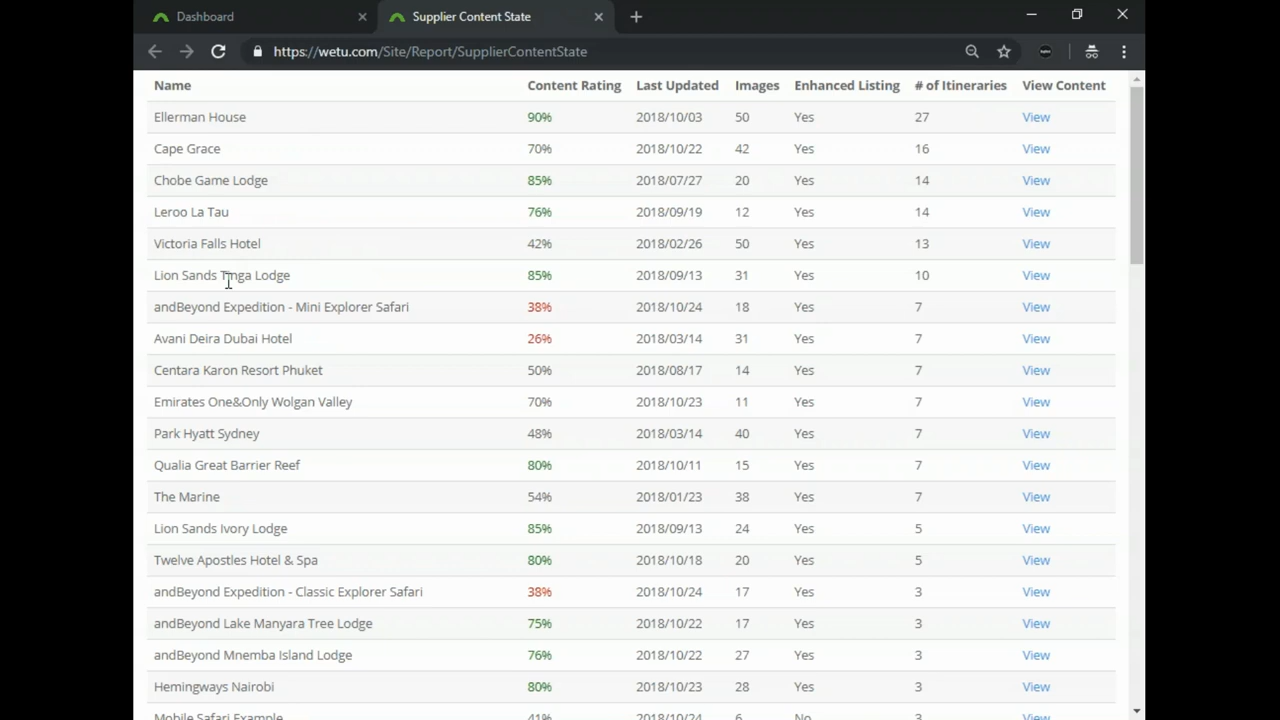 Dashboard
Supplier Content State
https://wetu.com/Site/Report/SupplierContentState
Name Content Rating Last Updated Images Enhanced Listing # of Itineraries View Content
Ellerman House 90% 2018/10/03 50 Yes 27 View
Cape Grace 70% 2018/10/22 42 Yes 16 View
Chobe Game Lodge 85% 2018/07/27 20 Yes 14 View
Leroo La Tau 76% 2018/09/19 12 Yes 14 View
Victoria Falls Hotel 42% 2018/02/26 50 Yes 13 View
Lion Sands Tinga Lodge 85% 2018/09/13 31 Yes 10 View
andBeyond Expedition - Mini Explorer Safari 38% 2018/10/24 18 Yes 7 View
Avani Deira Dubai Hotel 26% 2018/03/14 31 Yes 7 View
Centara Karon Resort Phuket 50% 2018/08/17 14 Yes 7 View
Emirates One&Only Wolgan Valley 70% 2018/10/23 11 Yes 7 View
Park Hyatt Sydney 48% 2018/03/14 40 Yes 7 View
Qualia Great Barrier Reef 80% 2018/10/11 15 Yes 7 View
The Marine 54% 2018/01/23 38 Yes 7 View
Lion Sands Ivory Lodge 85% 2018/09/13 24 Yes 5 View
Twelve Apostles Hotel & Spa 80% 2018/10/18 20 Yes 5 View
andBeyond Expedition - Classic Explorer Safari 38% 2018/10/24 17 Yes 3 View
andBeyond Lake Manyara Tree Lodge 75% 2018/10/22 17 Yes 3 View
andBeyond Mnemba Island Lodge 76% 2018/10/22 27 Yes 3 View
Hemingways Nairobi 80% 2018/10/23 28 Yes 3 View
Mobile Safari Example 41% 2018/10/24 6 No 3 View